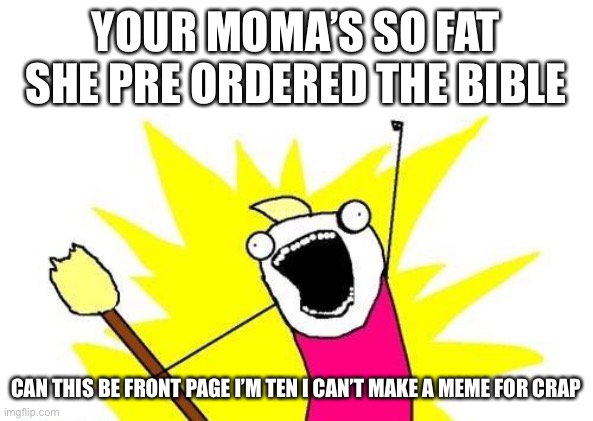 YOUR MOMA'S SO FAT
SHE PRE ORDERED THE BIBLE
CAN THIS BE FRONT PAGE I'M TEN I CAN'T MAKE A MEME FOR CRAP
imgflip.com